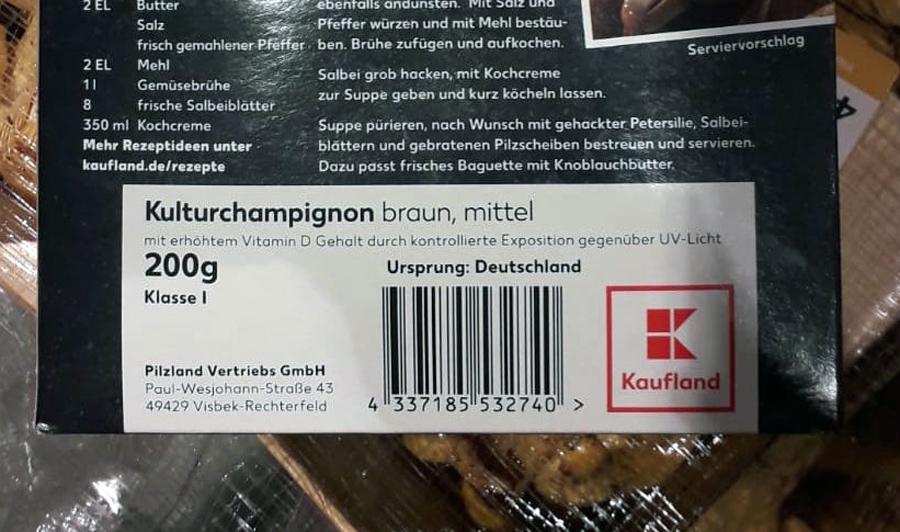 2 EL Butter
Salz
frisch gemahlener Pfeffer
2 EL Mehl
1 l Gemüsebrühe
8 frische Salbeiblätter
350 ml Kochcreme
Mehr Rezeptideen unter
kaufland.de/rezepte
ebenfalls andünsten. Mit Salz und
Pfeffer würzen und mit Mehl bestäu-
ben. Brühe zufügen und aufkochen.
Salbei grob hacken, mit Kochcreme
zur Suppe geben und kurz köcheln lassen.
Suppe pürieren, nach Wunsch mit gehackter Petersilie, Salbei-
blättern und gebratenen Pilzscheiben bestreuen und servieren.
Dazu passt frisches Baguette mit Knoblauchbutter.
Serviervorschlag
Kulturchampignon braun, mittel
mit erhöhtem Vitamin D Gehalt durch kontrollierte Exposition gegenüber UV-Licht
200g
Ursprung: Deutschland
Klasse I
Pilzland Vertriebs GmbH
Paul-Wesjohann-Straße 43
49429 Visbek-Rechterfeld
4 337185 532740 >
Kaufland
4